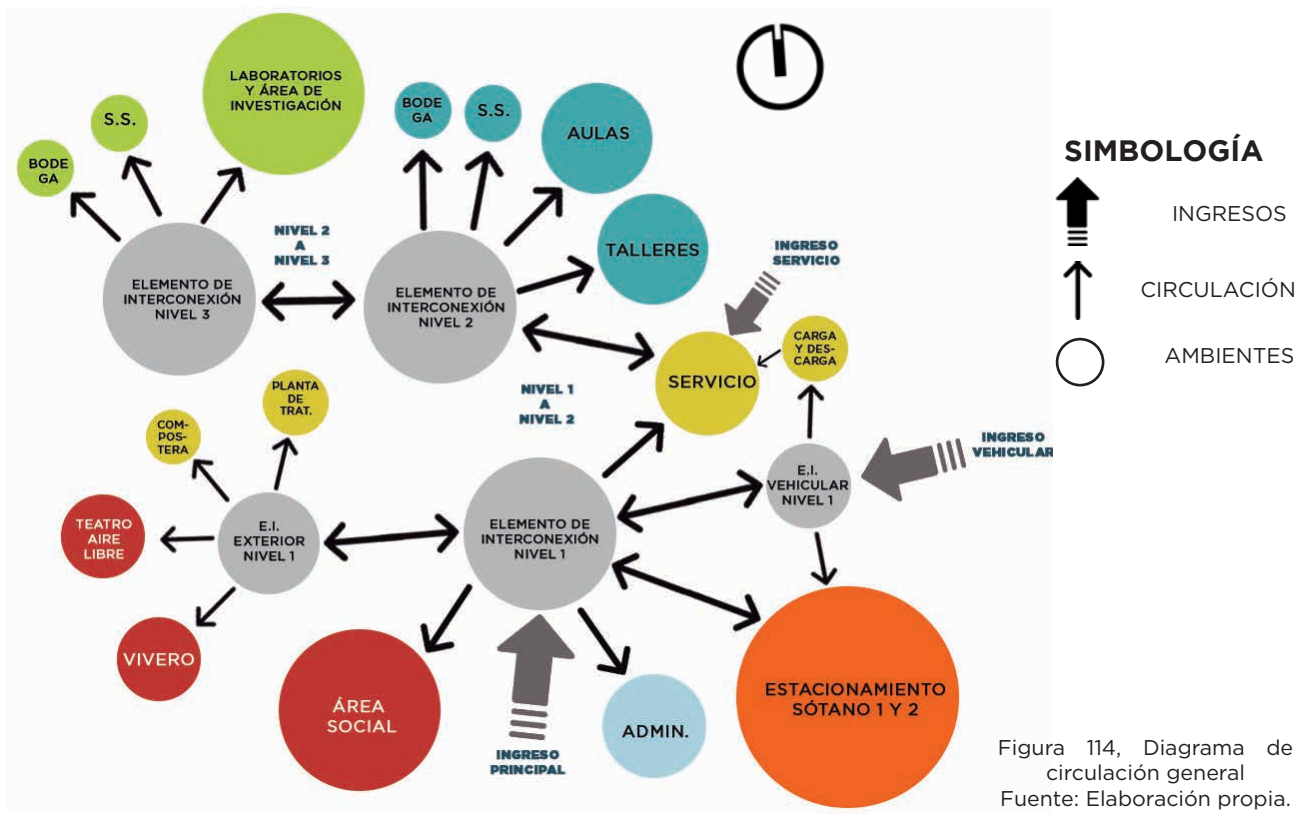 LABORATORIOS
Y ÁREA DE
INVESTIGACIÓN
S.S.
BODE
GA
BODE
GA
S.S.
AULAS
TALLERES
NIVEL 2
A
NIVEL 3
ELEMENTO DE
INTERCONEXIÓN
NIVEL 3
ELEMENTO DE
INTERCONEXIÓN
NIVEL 2
INGRESO
SERVICIO
CARGA
Y DES-
CARGA
SERVICIO
NIVEL 1
A
NIVEL 2
PLANTA
DE
TRAT.
COM-
POS-
TERA
INGRESO
VEHICULAR
E.I.
VEHICULAR
NIVEL 1
TEATRO
AIRE
LIBRE
E.I.
EXTERIOR
NIVEL 1
ELEMENTO DE
INTERCONEXIÓN
NIVEL 1
VIVERO
ÁREA
SOCIAL
INGRESO
PRINCIPAL
ADMIN.
ESTACIONAMIENTO
SÓTANO 1 Y 2
SIMBOLOGÍA
INGRESOS
CIRCULACIÓN
AMBIENTES
Figura 114, Diagrama de
circulación general
Fuente: Elaboración propia.